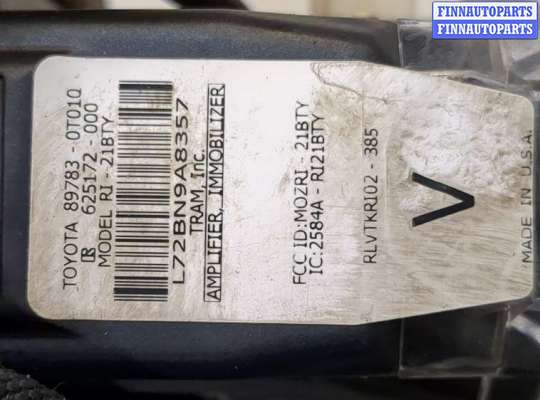 FINNAUTOPARTS
FINNAUTOPARTS
TOYOTA 89783 - 0T010
625172 - 000
MODEL RI - 21BTY
L72BN9A8357
TRAM, Inc.
AMPLIFIER, IMMOBILIZER
FCC ID:MOZRI - 21BTY
IC:2584A - RI21BTY
RLVTKRI02 - 385
V
MADE IN U.S.A.